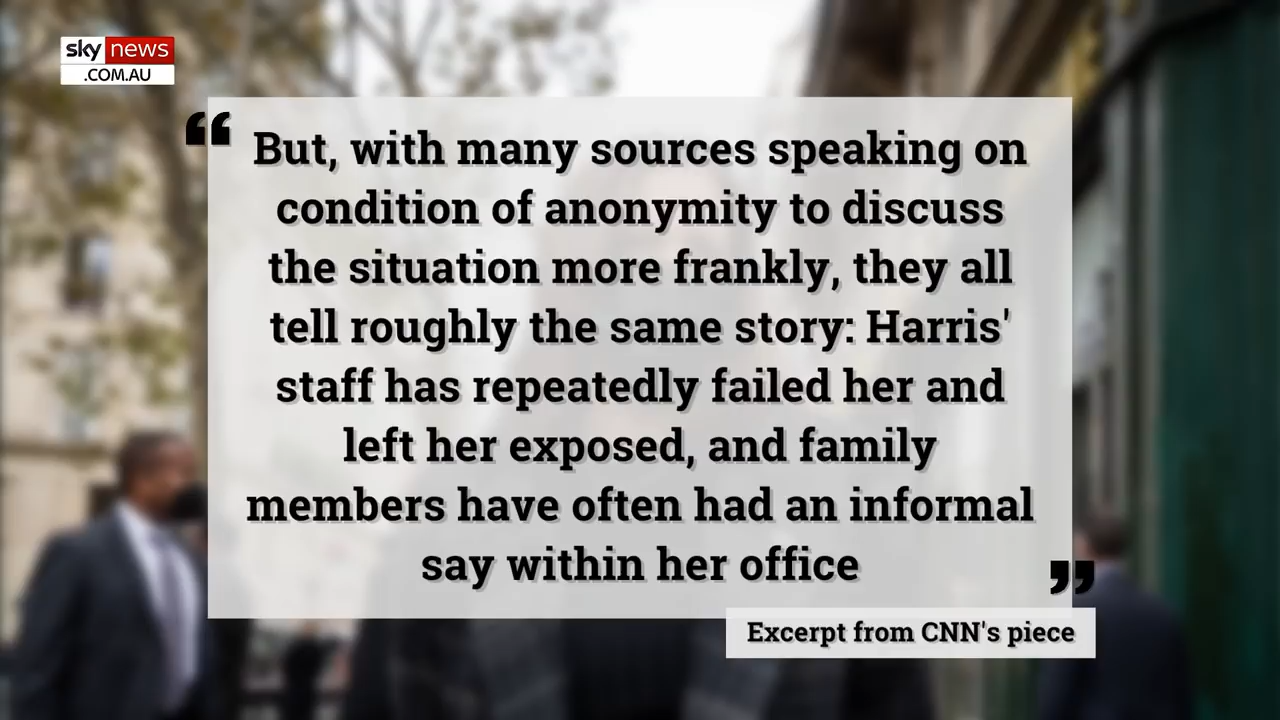 sky news
.COM.AU
“
But, with many sources speaking on
condition of anonymity to discuss
the situation more frankly, they all
tell roughly the same story: Harris'
staff has repeatedly failed her and
left her exposed, and family
members have often had an informal
say within her office
”
Excerpt from CNN's piece